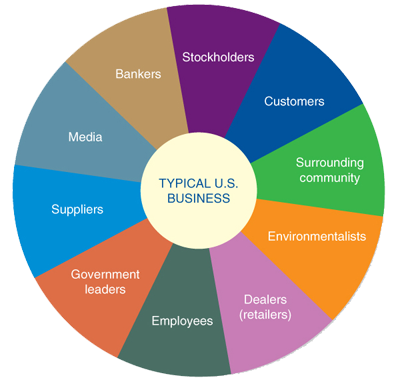 Stockholders
Customers
Surrounding
community
Environmentalists
Dealers
(retailers)
Employees
Government
leaders
Suppliers
Media
Bankers
TYPICAL U.S.
BUSINESS